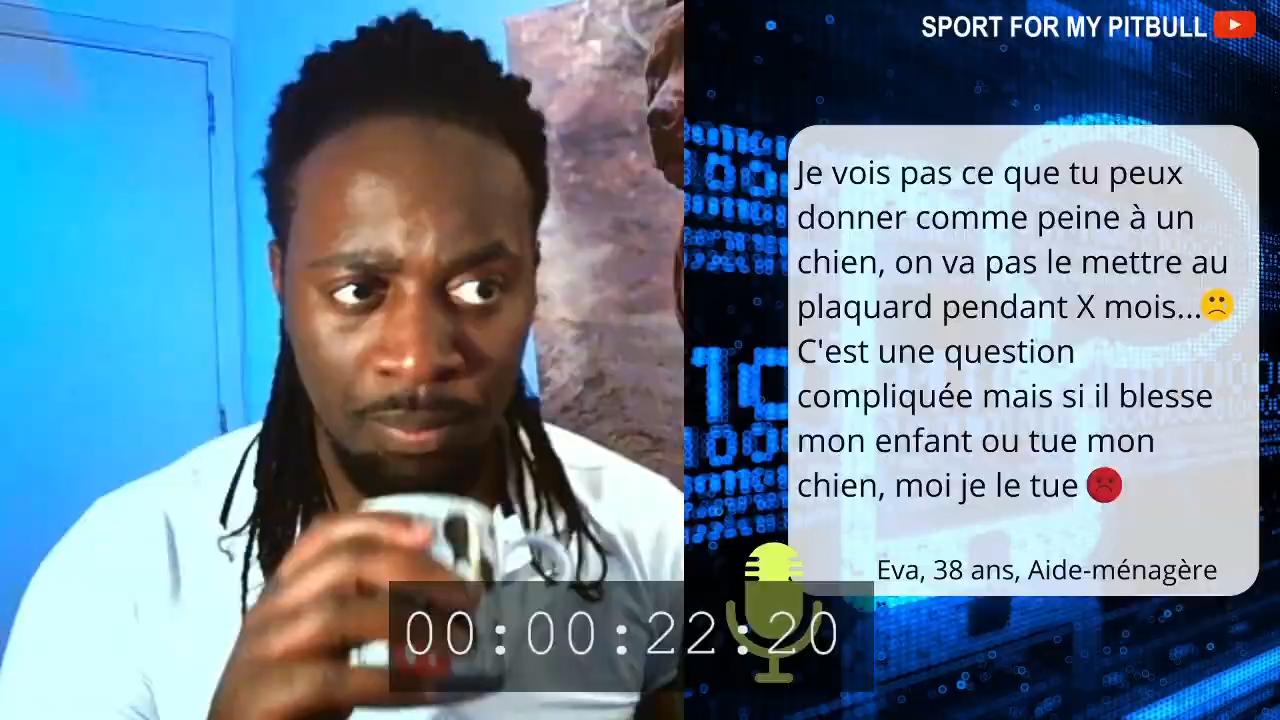 SPORT FOR MY PITBULL
Je vois pas ce que tu peux
donner comme peine à un
chien, on va pas le mettre au
plaquard pendant X mois...🙁
C'est une question
compliquée mais si il blesse
mon enfant ou tue mon
chien, moi je le tue 😡
Eva, 38 ans, Aide-ménagère
00:00:22:20